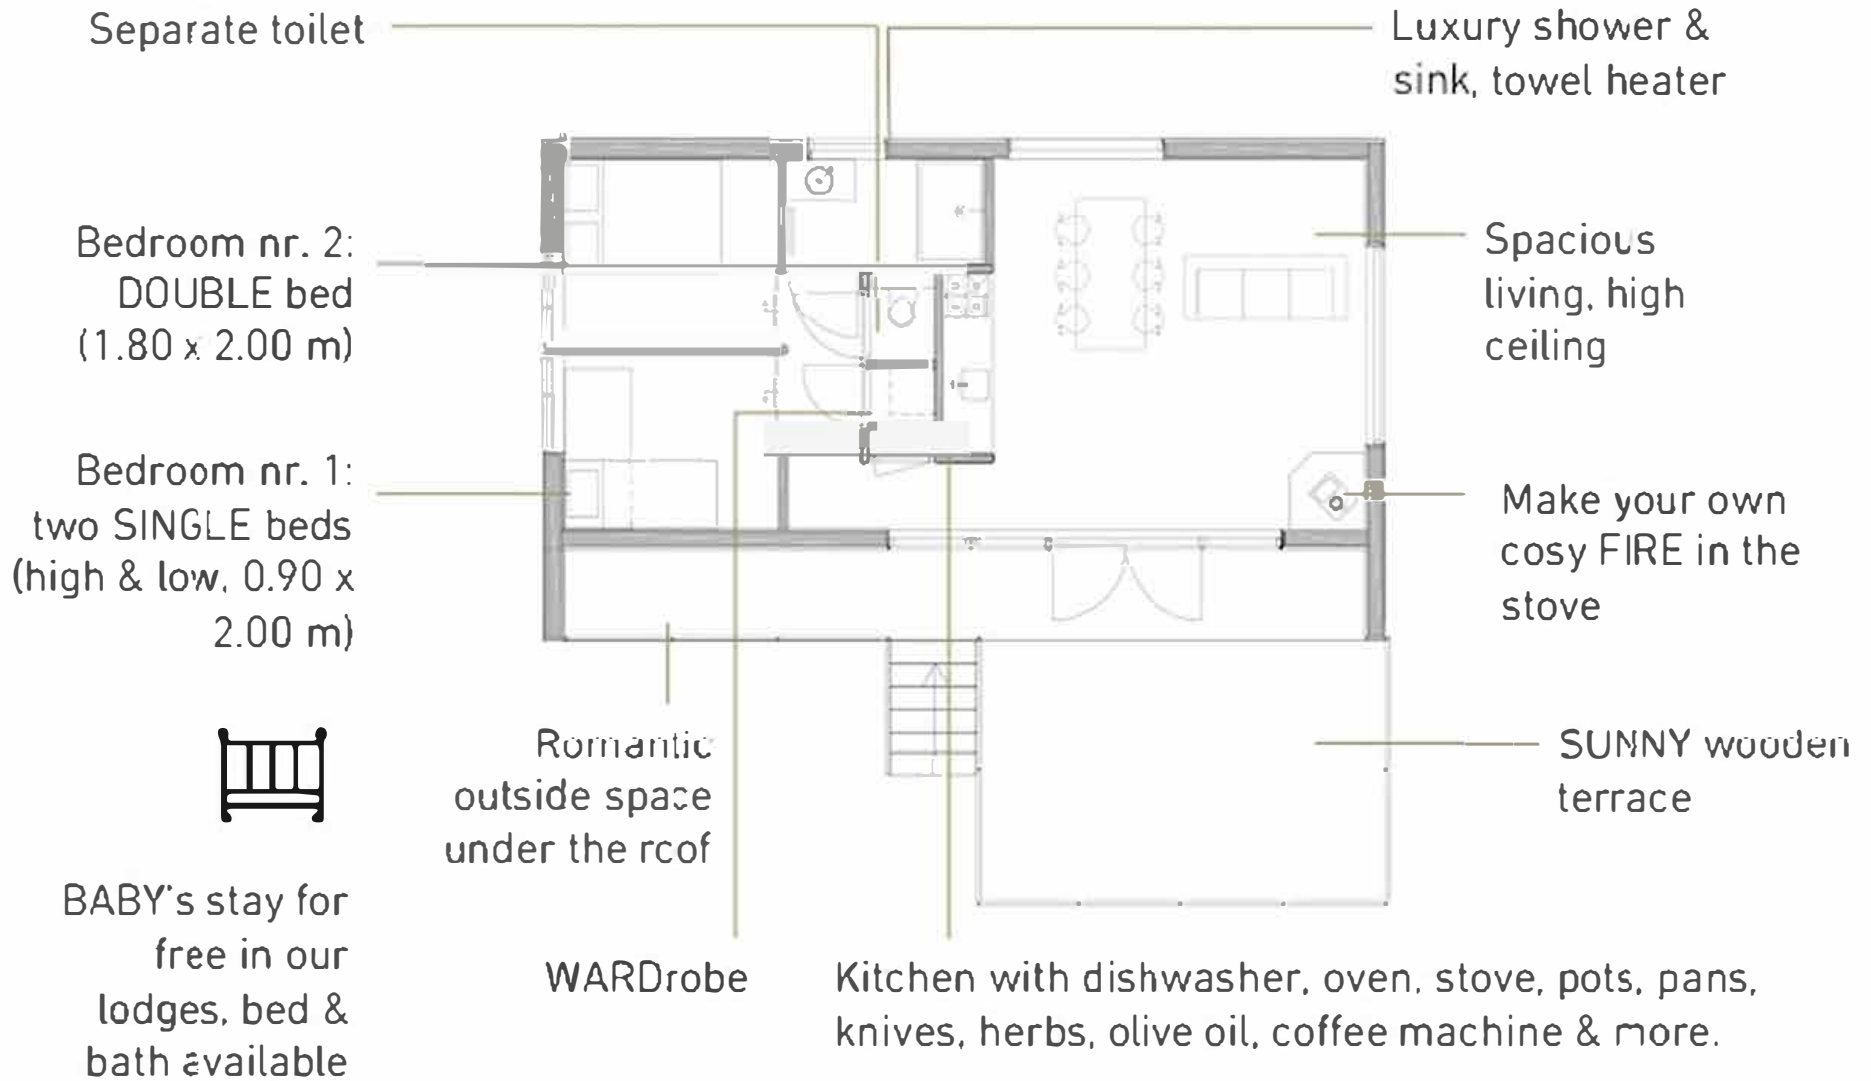 Separate toilet
Luxury shower &
sink, towel heater
Bedroom nr. 2:
DOUBLE bed
(1.80 x 2.00 m)
Spacious
living, high
ceiling
Bedroom nr. 1:
two SINGLE beds
(high & low, 0.90 x
2.00 m)
Make your own
cosy FIRE in the
stove
Romantic
outside space
under the roof
SUNNY wooden
terrace
BABY's stay for
free in our
lodges, bed &
bath available
WARDrobe
Kitchen with dishwasher, oven, stove, pots, pans,
knives, herbs, olive oil, coffee machine & more.